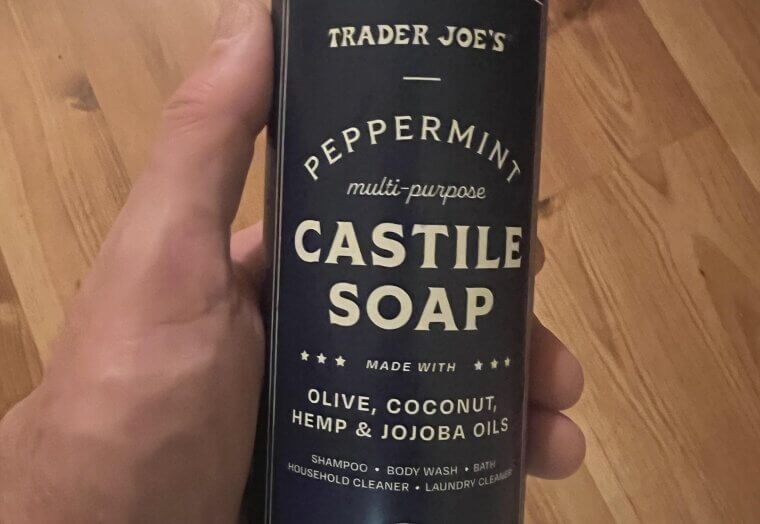 TRADER JOE'S
PEPPERMINT
multi-purpose
CASTILE
SOAP
MADE WITH
OLIVE, COCONUT,
HEMP & JOJOBA OILS
SHAMPOO • BODY WASH • BATH
HOUSEHOLD CLEANER • LAUNDRY CLEANER